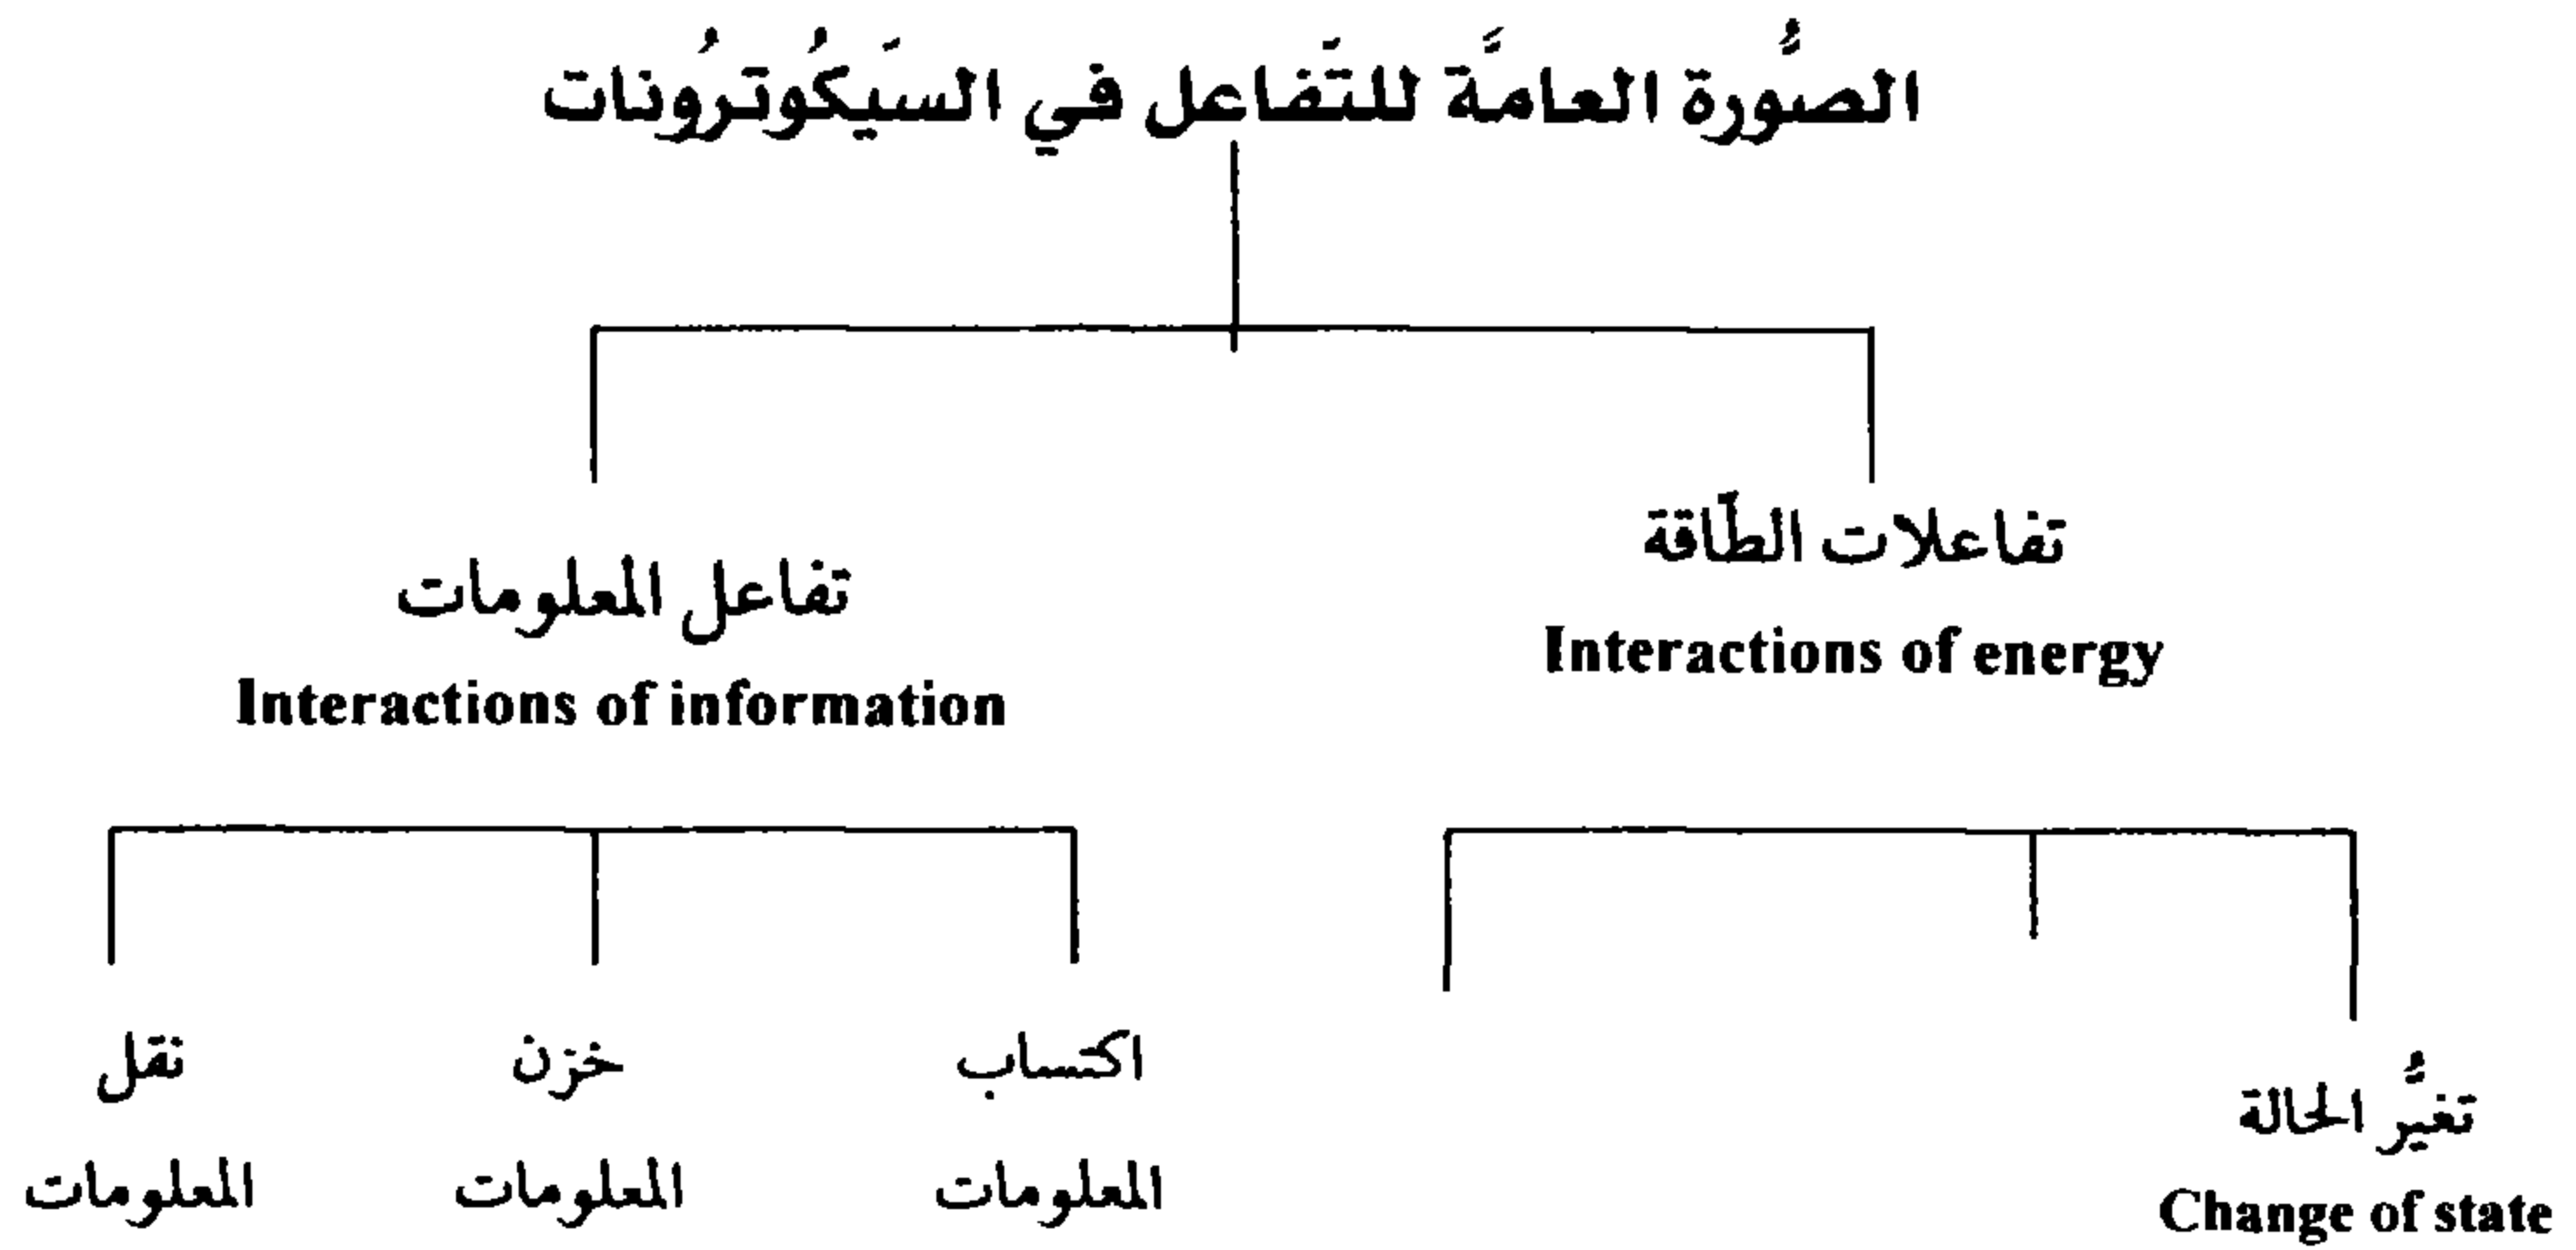 الصُّورة العامَّة للتَفاعل في السَيكُوترُونات
تفاعلات الطّاقة
Interactions of energy
تفاعل المعلومات
Interactions of information
تغيُّر الحالة
Change of state
اكتساب
المعلومات
خزن
المعلومات
نقل
المعلومات